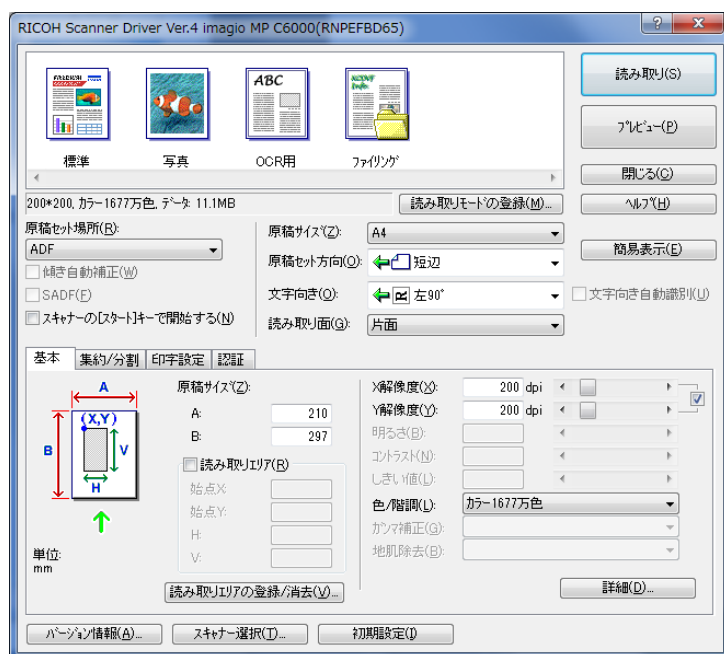 RICOH Scanner Driver Ver.4 imagio MP C6000(RNPEFBD65)
ABC
標準
写真
OCR用
ﾌｧｲﾘﾝｸﾞ
読み取り(S)
ﾌﾟﾚﾋﾞｭｰ(P)
閉じる(C)
200*200, ｶﾗｰ1677万色, ﾃﾞｰﾀ: 11.1MB
読み取りﾓｰﾄﾞの登録(M)...
ﾍﾙﾌﾟ(H)
原稿ｾｯﾄ場所(R):
ADF
傾き自動補正(W)
SADF(F)
ｽｷｬﾅｰの[ｽﾀｰﾄ]ｷｰで開始する(N)
原稿ｻｲｽﾞ(Z):
A4
原稿ｾｯﾄ方向(O):
短辺
文字向き(O):
左90°
読み取り面(G):
片面
簡易表示(E)
文字向き自動識別(U)
基本
集約/分割
印字設定
認証
A
(X,Y)
B
V
H
単位:
mm
原稿ｻｲｽﾞ(Z):
A:
210
B:
297
読み取りｴﾘｱ(R)
始点X:
始点Y:
H:
V:
読み取りｴﾘｱの登録/消去(V)...
X解像度(X):
200
dpi
Y解像度(Y):
200
dpi
明るさ(B):
ｺﾝﾄﾗｽﾄ(N):
しきい値(L):
色/階調(L):
ｶﾗｰ1677万色
ｶﾞﾝﾏ補正(G):
地肌除去(B):
詳細(D)...
ﾊﾞｰｼﾞｮﾝ情報(A)...
ｽｷｬﾅｰ選択(T)...
初期設定(I)